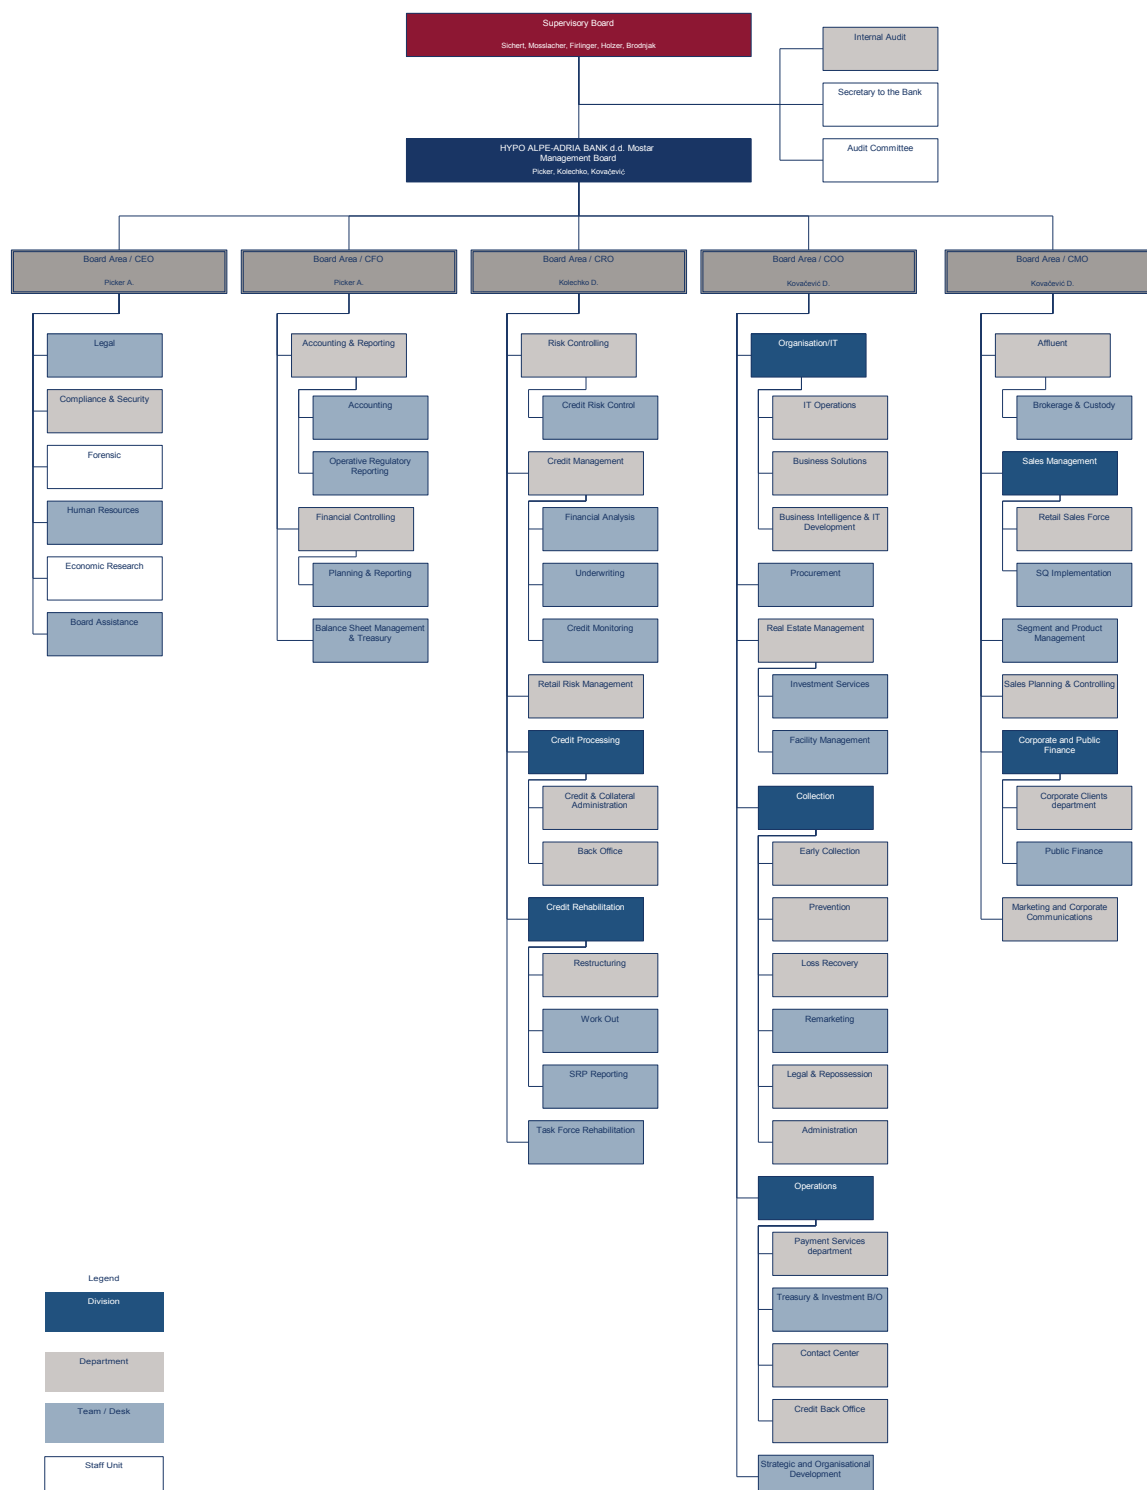 Supervisory Board
Sichert, Mosslacher, Firlinger, Holzer, Brodnjak
Internal Audit
Secretary to the Bank
Audit Committee
HYPO ALPE-ADRIA BANK d.d. Mostar
Management Board
Picker, Kolechko, Kovačević
Board Area / CEO
Picker A.
Legal
Compliance & Security
Forensic
Human Resources
Economic Research
Board Assistance
Board Area / CFO
Picker A.
Accounting & Reporting
Accounting
Operative Regulatory
Reporting
Financial Controlling
Planning & Reporting
Balance Sheet Management
& Treasury
Board Area / CRO
Kolechko D.
Risk Controlling
Credit Risk Control
Credit Management
Financial Analysis
Underwriting
Credit Monitoring
Retail Risk Management
Credit Processing
Credit & Collateral
Administration
Back Office
Credit Rehabilitation
Restructuring
Work Out
SRP Reporting
Task Force Rehabilitation
Board Area / COO
Kovačević D.
Organisation/IT
IT Operations
Business Solutions
Business Intelligence & IT
Development
Procurement
Real Estate Management
Investment Services
Facility Management
Collection
Early Collection
Prevention
Loss Recovery
Remarketing
Legal & Repossession
Administration
Operations
Payment Services
department
Treasury & Investment B/O
Contact Center
Credit Back Office
Strategic and Organisational
Development
Board Area / CMO
Kovačević D.
Affluent
Brokerage & Custody
Sales Management
Retail Sales Force
SQ Implementation
Segment and Product
Management
Sales Planning & Controlling
Corporate and Public
Finance
Corporate Clients
department
Public Finance
Marketing and Corporate
Communications
Legend
Division
Department
Team / Desk
Staff Unit